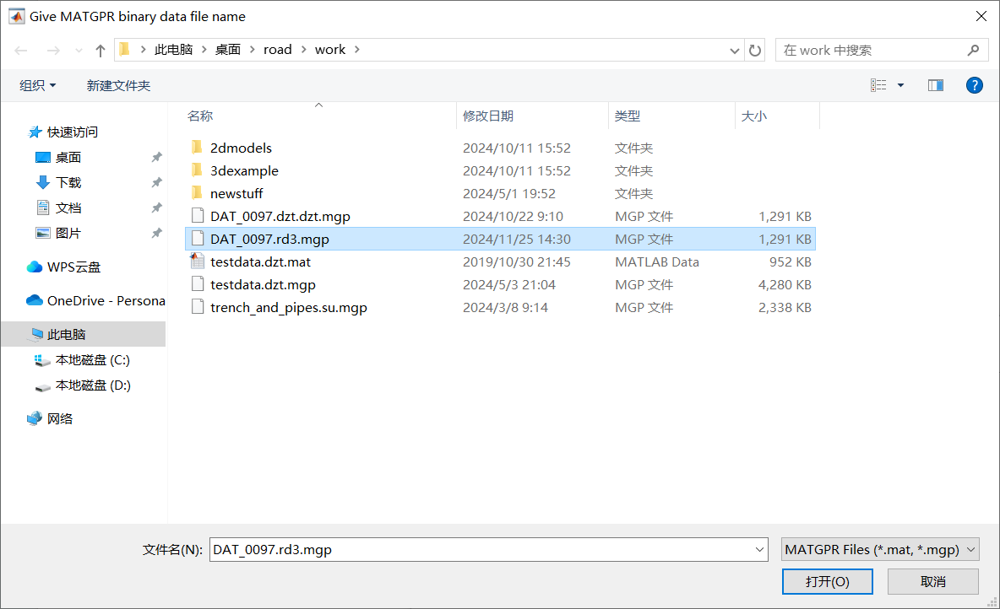 Give MATGPR binary data file name
此电脑 > 桌面 > road > work >
在 work 中搜索
组织
新建文件夹
?
名称 修改日期 类型 大小
快速访问
桌面
下载
文档
图片
WPS云盘
OneDrive - Persona
此电脑
本地磁盘 (C:)
本地磁盘 (D:)
网络
2dmodels 2024/10/11 15:52 文件夹
3dexample 2024/10/11 15:52 文件夹
newstuff 2024/5/1 19:52 文件夹
DAT_0097.dzt.dzt.mgp 2024/10/22 9:10 MGP 文件 1,291 KB
DAT_0097.rd3.mgp 2024/11/25 14:30 MGP 文件 1,291 KB
testdata.dzt.mat 2019/10/30 21:45 MATLAB Data 952 KB
testdata.dzt.mgp 2024/5/3 21:04 MGP 文件 4,280 KB
trench_and_pipes.su.mgp 2024/3/8 9:14 MGP 文件 2,338 KB
文件名(N): DAT_0097.rd3.mgp
MATGPR Files (*.mat, *.mgp)
打开(O)
取消